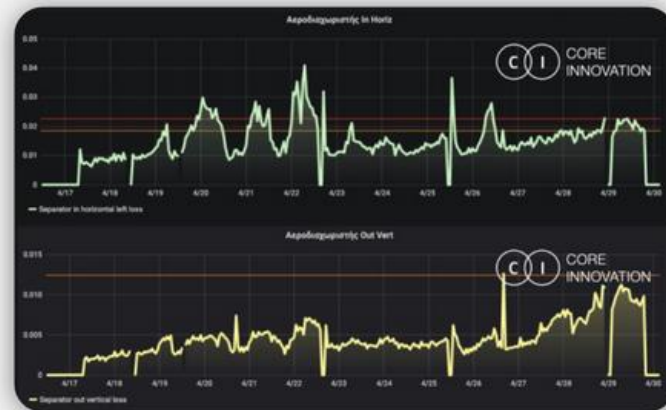 Αεροδιαχωριστής In Horiz
0.05
0.04
0.03
0.02
0.01
0
C I CORE
INNOVATION
4/17 4/18 4/19 4/20 4/21 4/22 4/23 4/24 4/25 4/26 4/27 4/28 4/29 4/30
Separator in horizontal left loss
Αεροδιαχωριστής Out Vert
0.015
0.010
0.005
0
C I CORE
INNOVATION
4/17 4/18 4/19 4/20 4/21 4/22 4/23 4/24 4/25 4/26 4/27 4/28 4/29 4/30
Separator out vertical loss